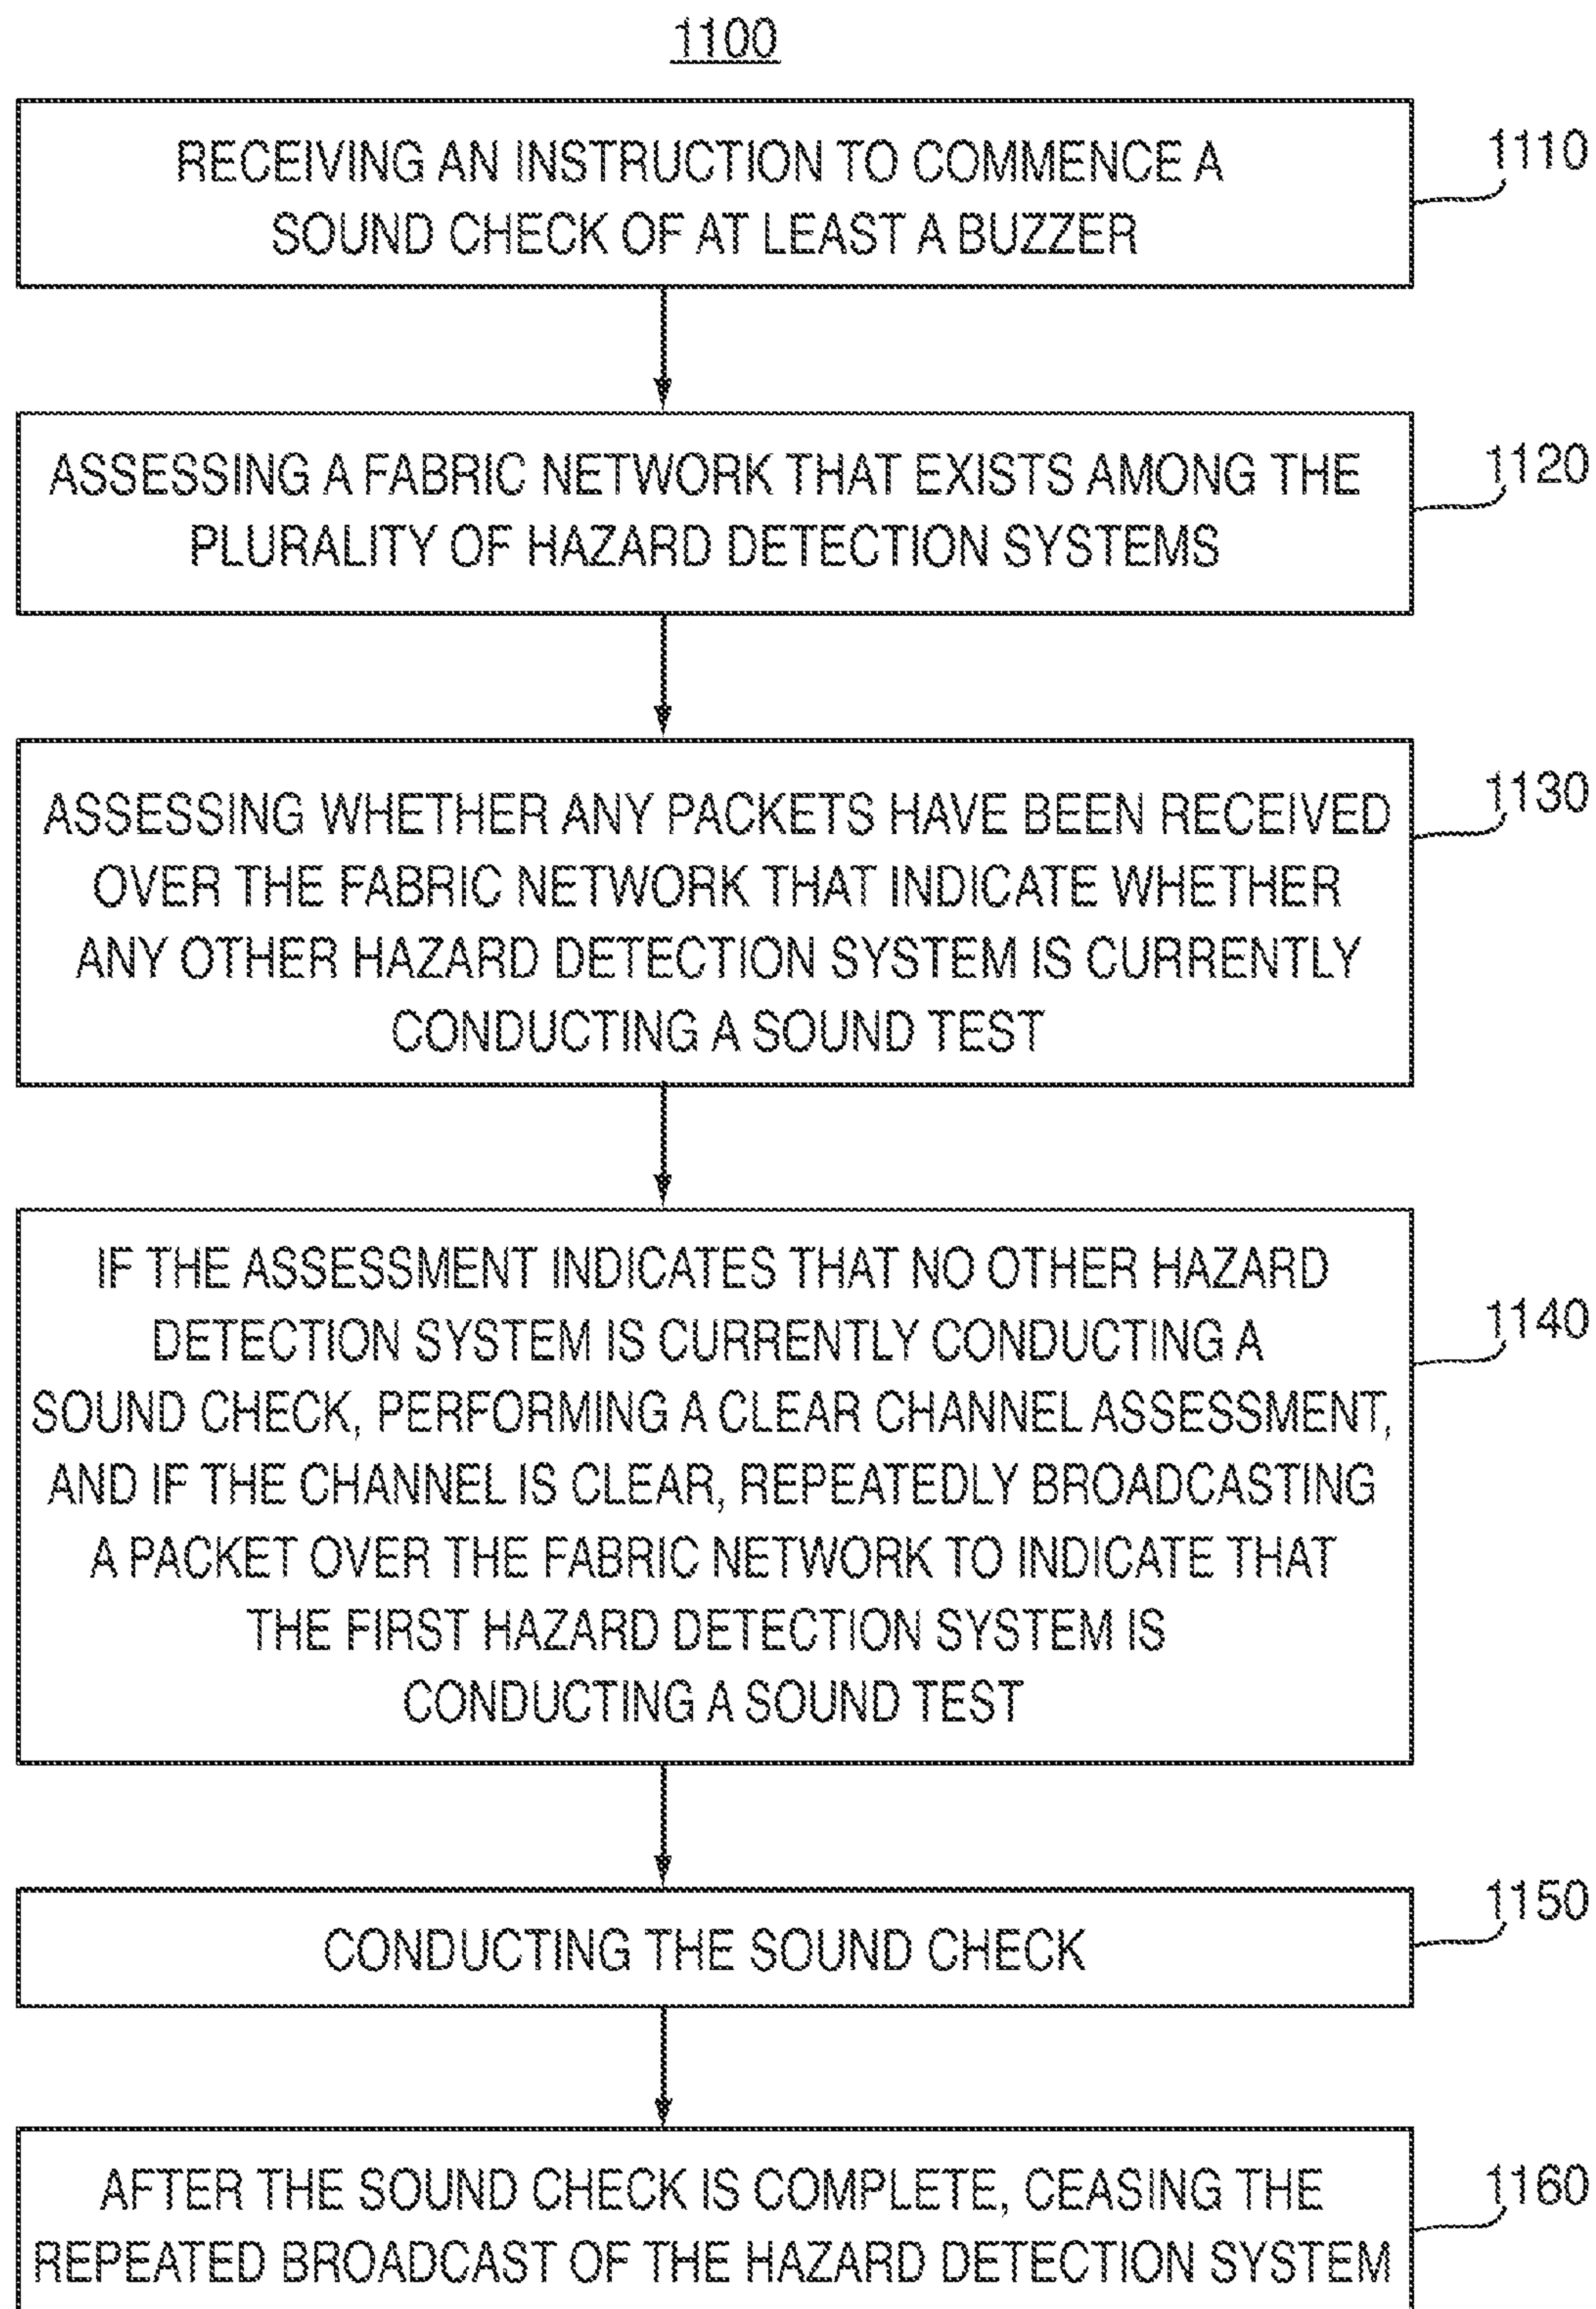 1100
RECEIVING AN INSTRUCTION TO COMMENCE A
SOUND CHECK OF AT LEAST A BUZZER
1110
ASSESSING A FABRIC NETWORK THAT EXISTS AMONG THE
PLURALITY OF HAZARD DETECTION SYSTEMS
1120
ASSESSING WHETHER ANY PACKETS HAVE BEEN RECEIVED
OVER THE FABRIC NETWORK THAT INDICATE WHETHER
ANY OTHER HAZARD DETECTION SYSTEM IS CURRENTLY
CONDUCTING A SOUND TEST
1130
IF THE ASSESSMENT INDICATES THAT NO OTHER HAZARD
DETECTION SYSTEM IS CURRENTLY CONDUCTING A
SOUND CHECK, PERFORMING A CLEAR CHANNEL ASSESSMENT,
AND IF THE CHANNEL IS CLEAR, REPEATEDLY BROADCASTING
A PACKET OVER THE FABRIC NETWORK TO INDICATE THAT
THE FIRST HAZARD DETECTION SYSTEM IS
CONDUCTING A SOUND TEST
1140
CONDUCTING THE SOUND CHECK
1150
AFTER THE SOUND CHECK IS COMPLETE, CEASING THE
REPEATED BROADCAST OF THE HAZARD DETECTION SYSTEM
1160